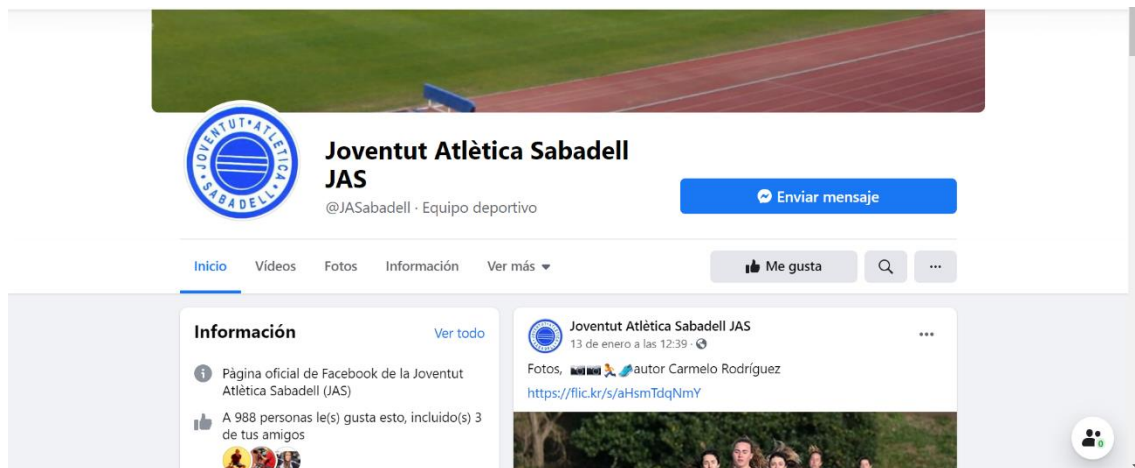 JOVENTUT·ATLETICA
·SABADELL·
Joventut Atlètica Sabadell
JAS
@JASabadell · Equipo deportivo
Enviar mensaje
Inicio
Vídeos
Fotos
Información
Ver más
Me gusta
Información
Ver todo
Pàgina oficial de Facebook de la Joventut
Atlètica Sabadell (JAS)
A 988 personas le(s) gusta esto, incluido(s) 3
de tus amigos
Joventut Atlètica Sabadell JAS
13 de enero a las 12:39 ·
Fotos, 📷📷🏃autor Carmelo Rodríguez
https://flic.kr/s/aHsmTdqNmY
0